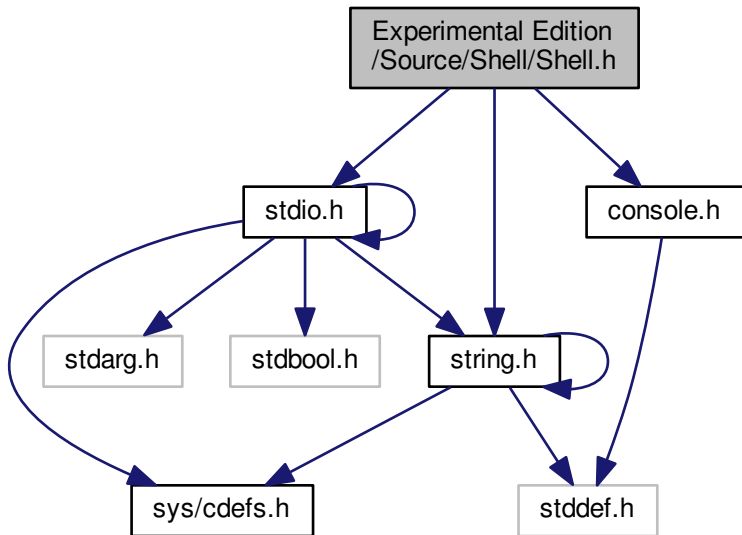 Experimental Edition
/Source/Shell/Shell.h
stdio.h
console.h
stdarg.h
stdbool.h
string.h
sys/cdefs.h
stddef.h